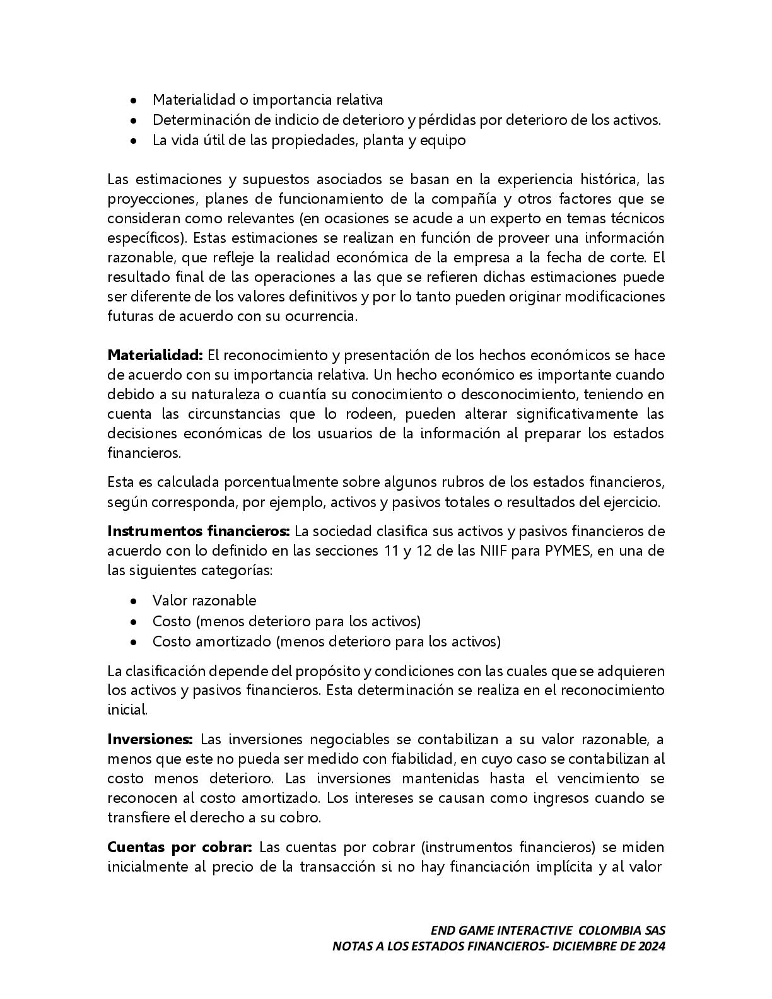 • Materialidad o importancia relativa
• Determinación de indicio de deterioro y pérdidas por deterioro de los activos.
• La vida útil de las propiedades, planta y equipo
Las estimaciones y supuestos asociados se basan en la experiencia histórica, las
proyecciones, planes de funcionamiento de la compañía y otros factores que se
consideran como relevantes (en ocasiones se acude a un experto en temas técnicos
específicos). Estas estimaciones se realizan en función de proveer una información
razonable, que refleje la realidad económica de la empresa a la fecha de corte. El
resultado final de las operaciones a las que se refieren dichas estimaciones puede
ser diferente de los valores definitivos y por lo tanto pueden originar modificaciones
futuras de acuerdo con su ocurrencia.
Materialidad: El reconocimiento y presentación de los hechos económicos se hace
de acuerdo con su importancia relativa. Un hecho económico es importante cuando
debido a su naturaleza o cuantía su conocimiento o desconocimiento, teniendo en
cuenta las circunstancias que lo rodeen, pueden alterar significativamente las
decisiones económicas de los usuarios de la información al preparar los estados
financieros.
Esta es calculada porcentualmente sobre algunos rubros de los estados financieros,
según corresponda, por ejemplo, activos y pasivos totales o resultados del ejercicio.
Instrumentos financieros: La sociedad clasifica sus activos y pasivos financieros de
acuerdo con lo definido en las secciones 11 y 12 de las NIIF para PYMES, en una de
las siguientes categorías:
• Valor razonable
• Costo (menos deterioro para los activos)
• Costo amortizado (menos deterioro para los activos)
La clasificación depende del propósito y condiciones con las cuales que se adquieren
los activos y pasivos financieros. Esta determinación se realiza en el reconocimiento
inicial.
Inversiones: Las inversiones negociables se contabilizan a su valor razonable, a
menos que este no pueda ser medido con fiabilidad, en cuyo caso se contabilizan al
costo menos deterioro. Las inversiones mantenidas hasta el vencimiento se
reconocen al costo amortizado. Los intereses se causan como ingresos cuando se
transfiere el derecho a su cobro.
Cuentas por cobrar: Las cuentas por cobrar (instrumentos financieros) se miden
inicialmente al precio de la transacción si no hay financiación implícita y al valor
END GAME INTERACTIVE COLOMBIA SAS
NOTAS A LOS ESTADOS FINANCIEROS- DICIEMBRE DE 2024